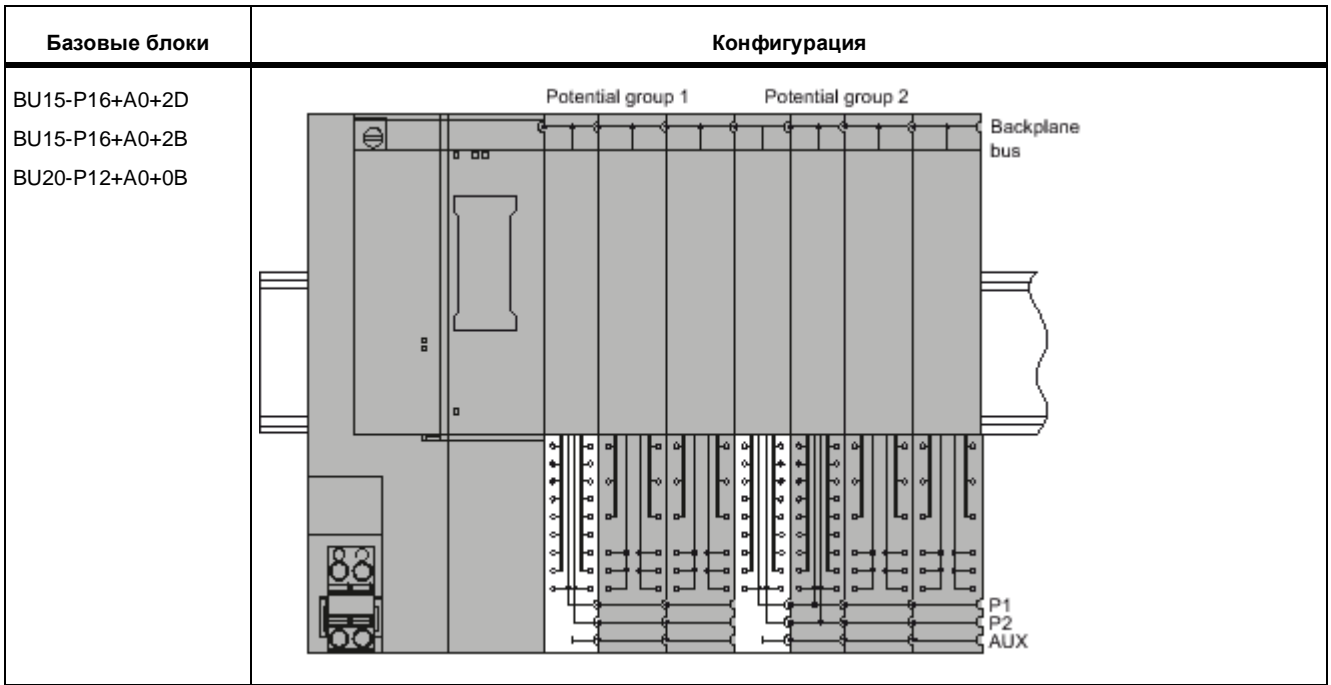 Базовые блоки
Конфигурация
BU15-P16+A0+2D
BU15-P16+A0+2B
BU20-P12+A0+0B
Potential group 1
Potential group 2
Backplane
bus
P1
P2
AUX